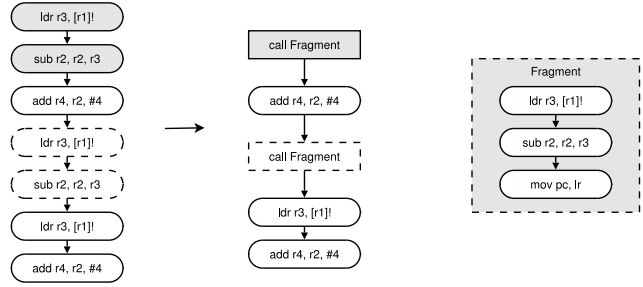 ldr r3, [r1]!
sub r2, r2, r3
add r4, r2, #4
ldr r3, [r1]!
sub r2, r2, r3
ldr r3, [r1]!
add r4, r2, #4
call Fragment
add r4, r2, #4
call Fragment
ldr r3, [r1]!
add r4, r2, #4
Fragment
ldr r3, [r1]!
sub r2, r2, r3
mov pc, lr